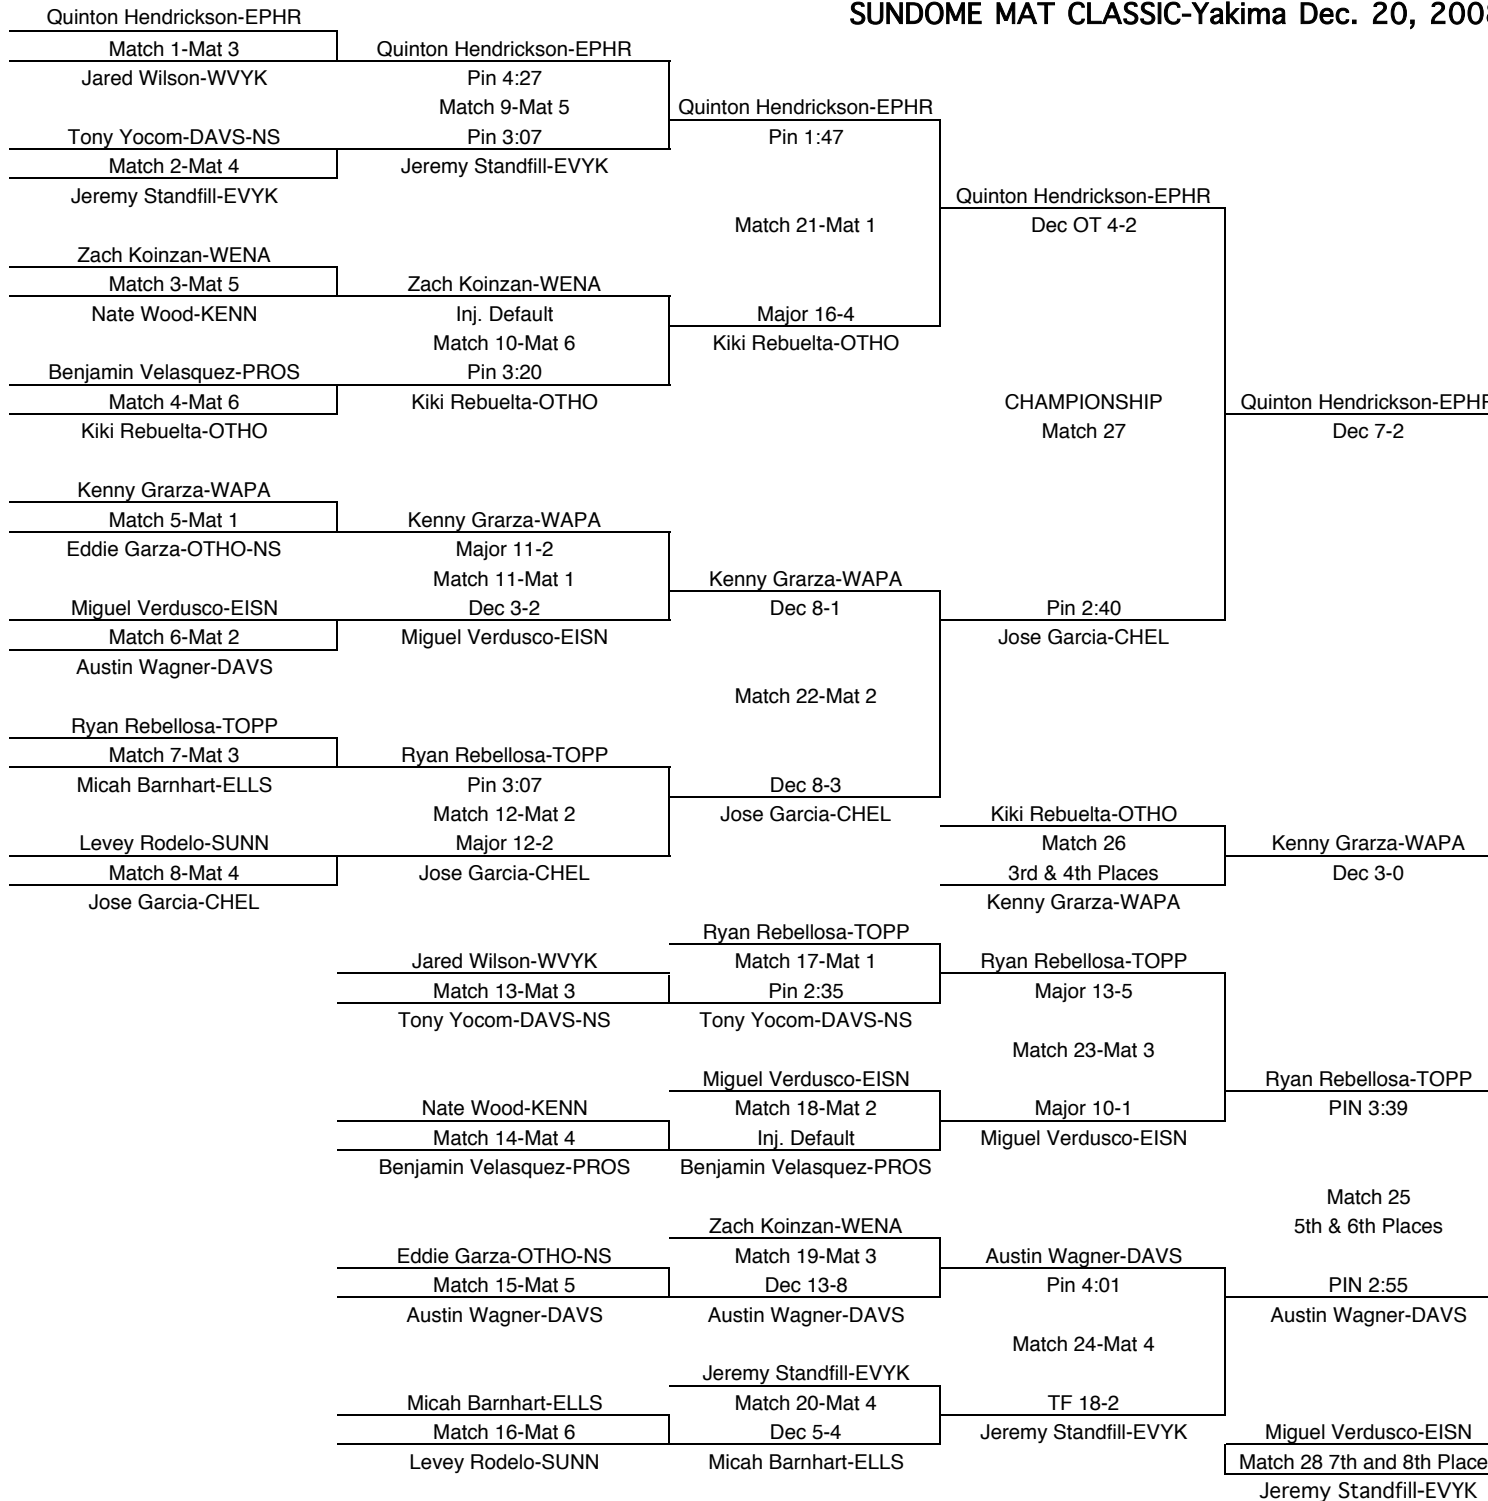 SUNDOME MAT CLASSIC-Yakima Dec. 20, 2008
Quinton Hendrickson-EPHR
Match 1-Mat 3
Jared Wilson-WVYK
Tony Yocom-DAVS-NS
Match 2-Mat 4
Jeremy Standfill-EVYK
Zach Koinzan-WENA
Match 3-Mat 5
Nate Wood-KENN
Benjamin Velasquez-PROS
Match 4-Mat 6
Kiki Rebuelta-OTHO
Kenny Grarza-WAPA
Match 5-Mat 1
Eddie Garza-OTHO-NS
Miguel Verdusco-EISN
Match 6-Mat 2
Austin Wagner-DAVS
Ryan Rebellosa-TOPP
Match 7-Mat 3
Micah Barnhart-ELLS
Levey Rodelo-SUNN
Match 8-Mat 4
Jose Garcia-CHEL
Quinton Hendrickson-EPHR
Pin 4:27
Match 9-Mat 5
Pin 3:07
Jeremy Standfill-EVYK
Zach Koinzan-WENA
Inj. Default
Match 10-Mat 6
Pin 3:20
Kiki Rebuelta-OTHO
Kenny Grarza-WAPA
Major 11-2
Match 11-Mat 1
Dec 3-2
Miguel Verdusco-EISN
Ryan Rebellosa-TOPP
Pin 3:07
Match 12-Mat 2
Major 12-2
Jose Garcia-CHEL
Quinton Hendrickson-EPHR
Pin 1:47
Match 21-Mat 1
Major 16-4
Kiki Rebuelta-OTHO
Kenny Grarza-WAPA
Dec 8-1
Match 22-Mat 2
Dec 8-3
Jose Garcia-CHEL
Quinton Hendrickson-EPHR
Dec OT 4-2
CHAMPIONSHIP
Match 27
Pin 2:40
Jose Garcia-CHEL
Quinton Hendrickson-EPHR
Dec 7-2
Kiki Rebuelta-OTHO
Match 26
3rd & 4th Places
Kenny Grarza-WAPA
Kenny Grarza-WAPA
Dec 3-0
Jared Wilson-WVYK
Match 13-Mat 3
Tony Yocom-DAVS-NS
Nate Wood-KENN
Match 14-Mat 4
Benjamin Velasquez-PROS
Eddie Garza-OTHO-NS
Match 15-Mat 5
Austin Wagner-DAVS
Micah Barnhart-ELLS
Match 16-Mat 6
Levey Rodelo-SUNN
Ryan Rebellosa-TOPP
Match 17-Mat 1
Pin 2:35
Tony Yocom-DAVS-NS
Miguel Verdusco-EISN
Match 18-Mat 2
Inj. Default
Benjamin Velasquez-PROS
Zach Koinzan-WENA
Match 19-Mat 3
Dec 13-8
Austin Wagner-DAVS
Jeremy Standfill-EVYK
Match 20-Mat 4
Dec 5-4
Micah Barnhart-ELLS
Ryan Rebellosa-TOPP
Major 13-5
Match 23-Mat 3
Major 10-1
Miguel Verdusco-EISN
Austin Wagner-DAVS
Pin 4:01
Match 24-Mat 4
TF 18-2
Jeremy Standfill-EVYK
Ryan Rebellosa-TOPP
PIN 3:39
Match 25
5th & 6th Places
PIN 2:55
Austin Wagner-DAVS
Miguel Verdusco-EISN
Match 28 7th and 8th Place
Jeremy Standfill-EVYK